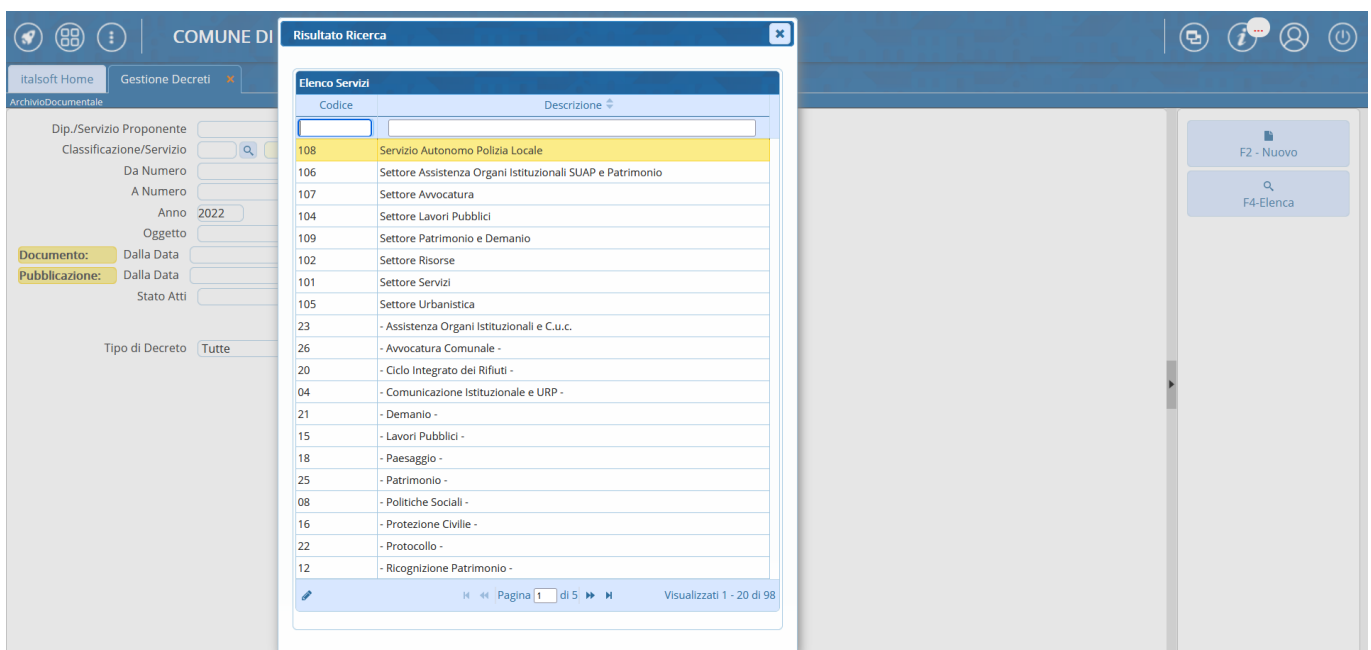 COMUNE DI
Risultato Ricerca
...
italsoft Home
Gestione Decreti
ArchivioDocumentale
Elenco Servizi
Codice Descrizione
Dip./Servizio Proponente
Classificazione/Servizio
Da Numero
A Numero
Anno 2022
Oggetto
Documento: Dalla Data
Pubblicazione: Dalla Data
Stato Atti
Tipo di Decreto Tutte
108 Servizio Autonomo Polizia Locale
106 Settore Assistenza Organi Istituzionali SUAP e Patrimonio
107 Settore Avvocatura
104 Settore Lavori Pubblici
109 Settore Patrimonio e Demanio
102 Settore Risorse
101 Settore Servizi
105 Settore Urbanistica
23 - Assistenza Organi Istituzionali e C.u.c.
26 - Avvocatura Comunale -
20 - Ciclo Integrato dei Rifiuti -
04 - Comunicazione Istituzionale e URP -
21 - Demanio -
15 - Lavori Pubblici -
18 - Paesaggio -
25 - Patrimonio -
08 - Politiche Sociali -
16 - Protezione Civilie -
22 - Protocollo -
12 - Ricognizione Patrimonio -
Pagina 1 di 5 Visualizzati 1 - 20 di 98
F2 - Nuovo
F4-Elenca